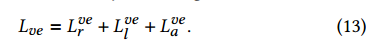 L_{ve} = L_r^{ve} + L_l^{ve} + L_a^{ve}. (13)